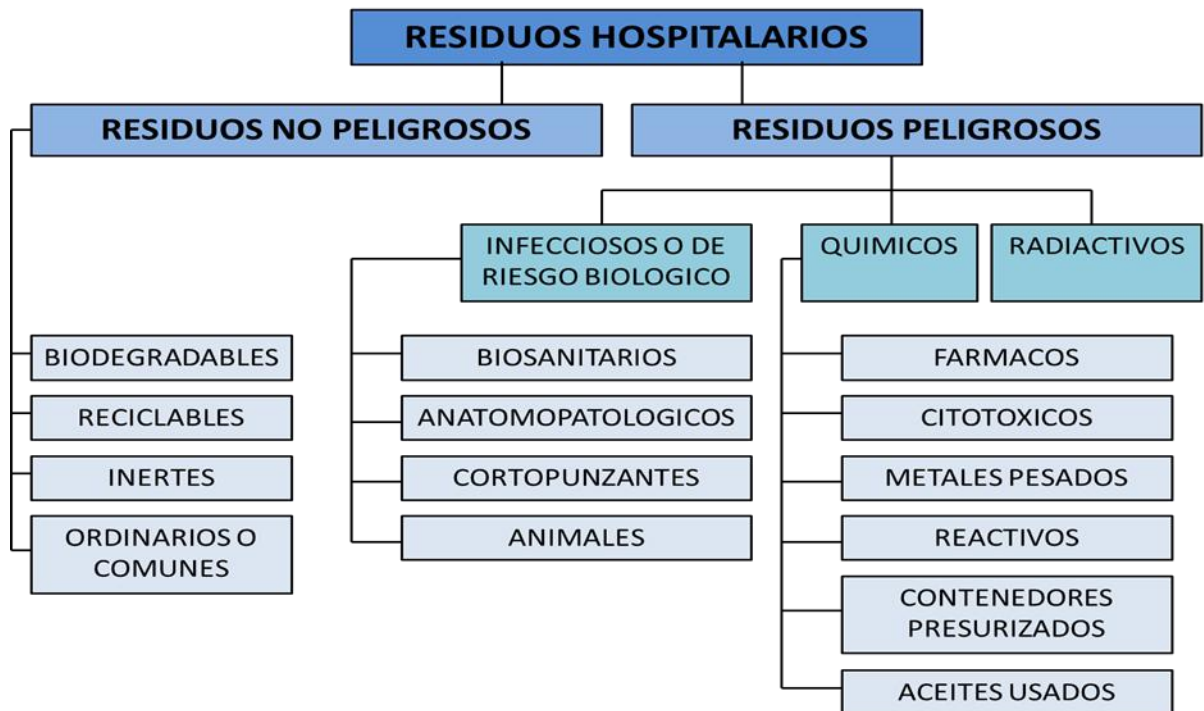 RESIDUOS HOSPITALARIOS
RESIDUOS NO PELIGROSOS
RESIDUOS PELIGROSOS
INFECCIOSOS O DE
RIESGO BIOLOGICO
QUIMICOS
RADIACTIVOS
BIODEGRADABLES
RECICLABLES
INERTES
ORDINARIOS O
COMUNES
BIOSANITARIOS
ANATOMOPATOLOGICOS
CORTOPUNZANTES
ANIMALES
FARMACOS
CITOTOXICOS
METALES PESADOS
REACTIVOS
CONTENEDORES
PRESURIZADOS
ACEITES USADOS